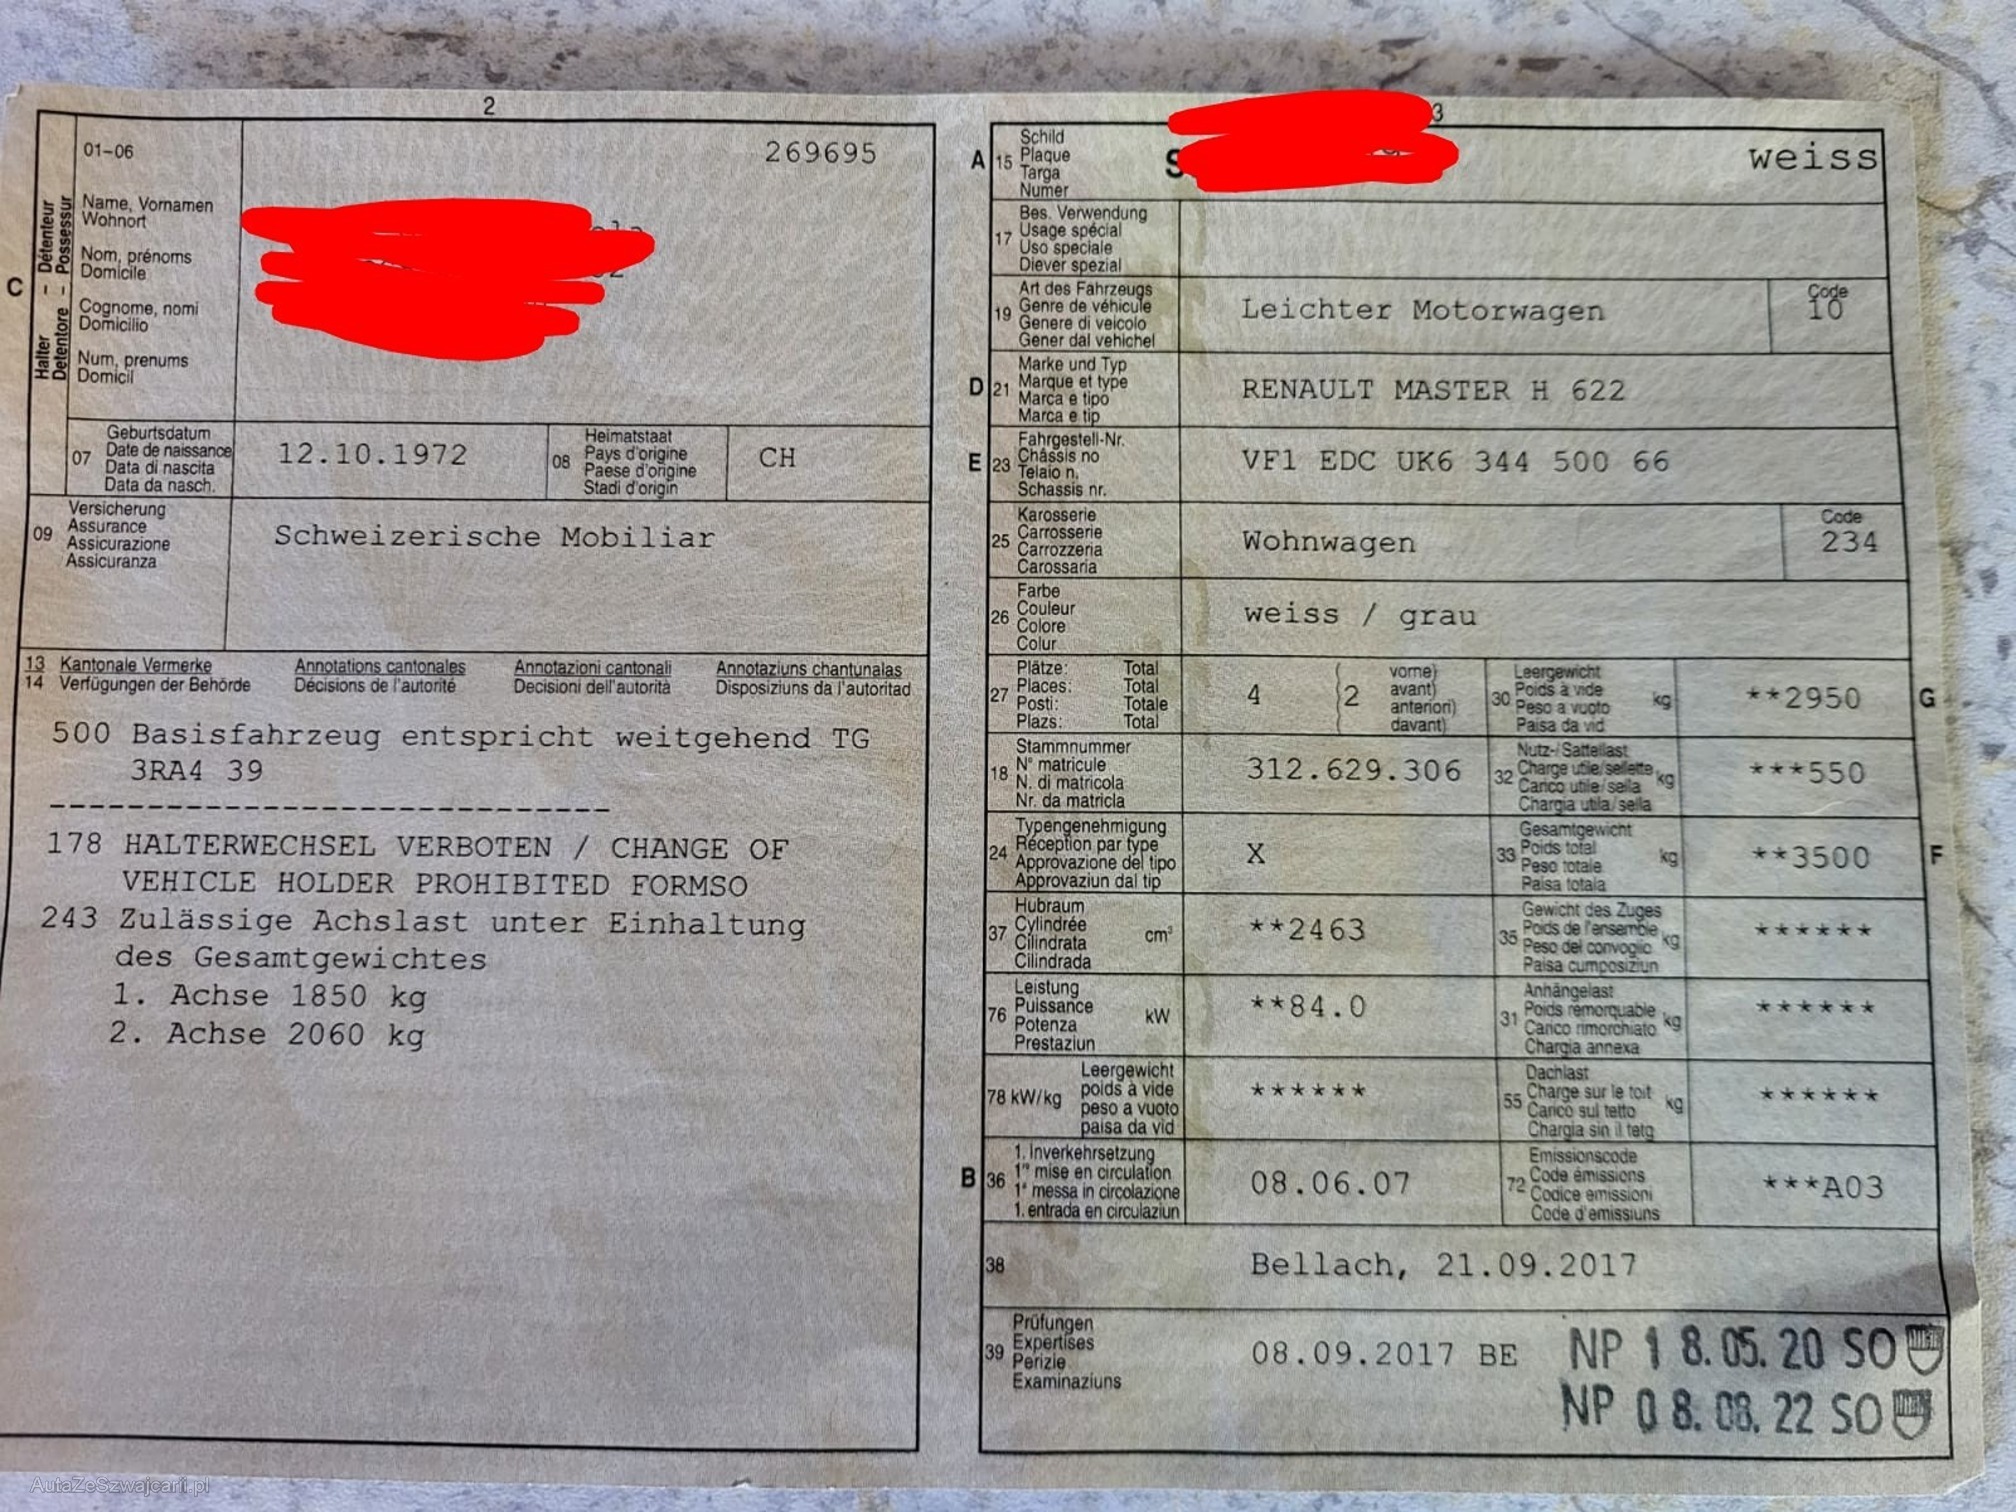 2
01-06
269695
Name, Vornamen
Wohnort
Nom, prénoms
Domicile
Cognome, nomi
Domicilio
Num, prenums
Domicil
C
Halter - Détenteur
Detentore - Possessur
07
Geburtsdatum
Date de naissance
Data di nascita
Data da nasch.
12.10.1972
08
Heimatstaat
Pays d'origine
Paese d'origine
Stadi d'origin
CH
09
Versicherung
Assurance
Assicurazione
Assicuranza
Schweizerische Mobiliar
13 Kantonale Vermerke Annotations cantonales Annotazioni cantonali Annotaziuns chantunalas
14 Verfügungen der Behörde Décisions de l'autorité Decisioni dell'autorità Disposiziuns da l'autoritad
500 Basisfahrzeug entspricht weitgehend TG
3RA4 39
------------------------------
178 HALTERWECHSEL VERBOTEN / CHANGE OF
VEHICLE HOLDER PROHIBITED FORMSO
243 Zulässige Achslast unter Einhaltung
des Gesamtgewichtes
1. Achse 1850 kg
2. Achse 2060 kg
3
A 15
Schild
Plaque
Targa
Numer
S
weiss
17
Bes. Verwendung
Usage spécial
Uso speciale
Diever spezial
19
Art des Fahrzeugs
Genre de véhicule
Genere di veicolo
Gener dal vehichel
Leichter Motorwagen
Code
10
D 21
Marke und Typ
Marque et type
Marca e tipo
Marca e tip
RENAULT MASTER H 622
E 23
Fahrgestell-Nr.
Châssis no
Telaio n.
Schassis nr.
VF1 EDC UK6 344 500 66
25
Karosserie
Carrosserie
Carrozzeria
Carossaria
Wohnwagen
Code
234
26
Farbe
Couleur
Colore
Colur
weiss / grau
27
Plätze: Total
Places: Total
Posti: Totale
Plazs: Total
4
2
vorne)
avant)
anteriori)
davant)
30
Leergewicht
Poids à vide kg
Peso a vuoto
Paisa da vid
**2950
G
18
Stammnummer
N° matricule
N. di matricola
Nr. da matricla
312.629.306
32
Nutz-/Sattellast
Charge utile/sellette kg
Carico utile/sella
Chargia utila/sella
***550
24
Typengenehmigung
Réception par type
Approvazione del tipo
Approvaziun dal tip
X
33
Gesamtgewicht
Poids total kg
Peso totale
Paisa totala
**3500
F
37
Hubraum
Cylindrée
Cilindrata cm³
Cilindrada
**2463
35
Gewicht des Zuges
Poids de l'ensemble kg
Peso del convoglio
Paisa cumposiziun
******
76
Leistung
Puissance kW
Potenza
Prestaziun
**84.0
31
Anhängelast
Poids remorquable kg
Carico rimorchiato
Chargia annexa
******
78 kW/kg
Leergewicht
poids à vide
peso a vuoto
paisa da vid
******
55
Dachlast
Charge sur le toit kg
Carico sul tetto
Chargia sin il tetg
******
B 36
1. Inverkehrsetzung
1re mise en circulation
1a messa in circolazione
1. entrada en circulaziun
08.06.07
72
Emissionscode
Code émissions
Codice emissioni
Code d'emissiuns
***A03
38
Bellach, 21.09.2017
39
Prüfungen
Expertises
Perizie
Examinaziuns
08.09.2017 BE
NP 18.05.20 SO
NP 08.08.22 SO
AutaZeSzwajcarii.pl